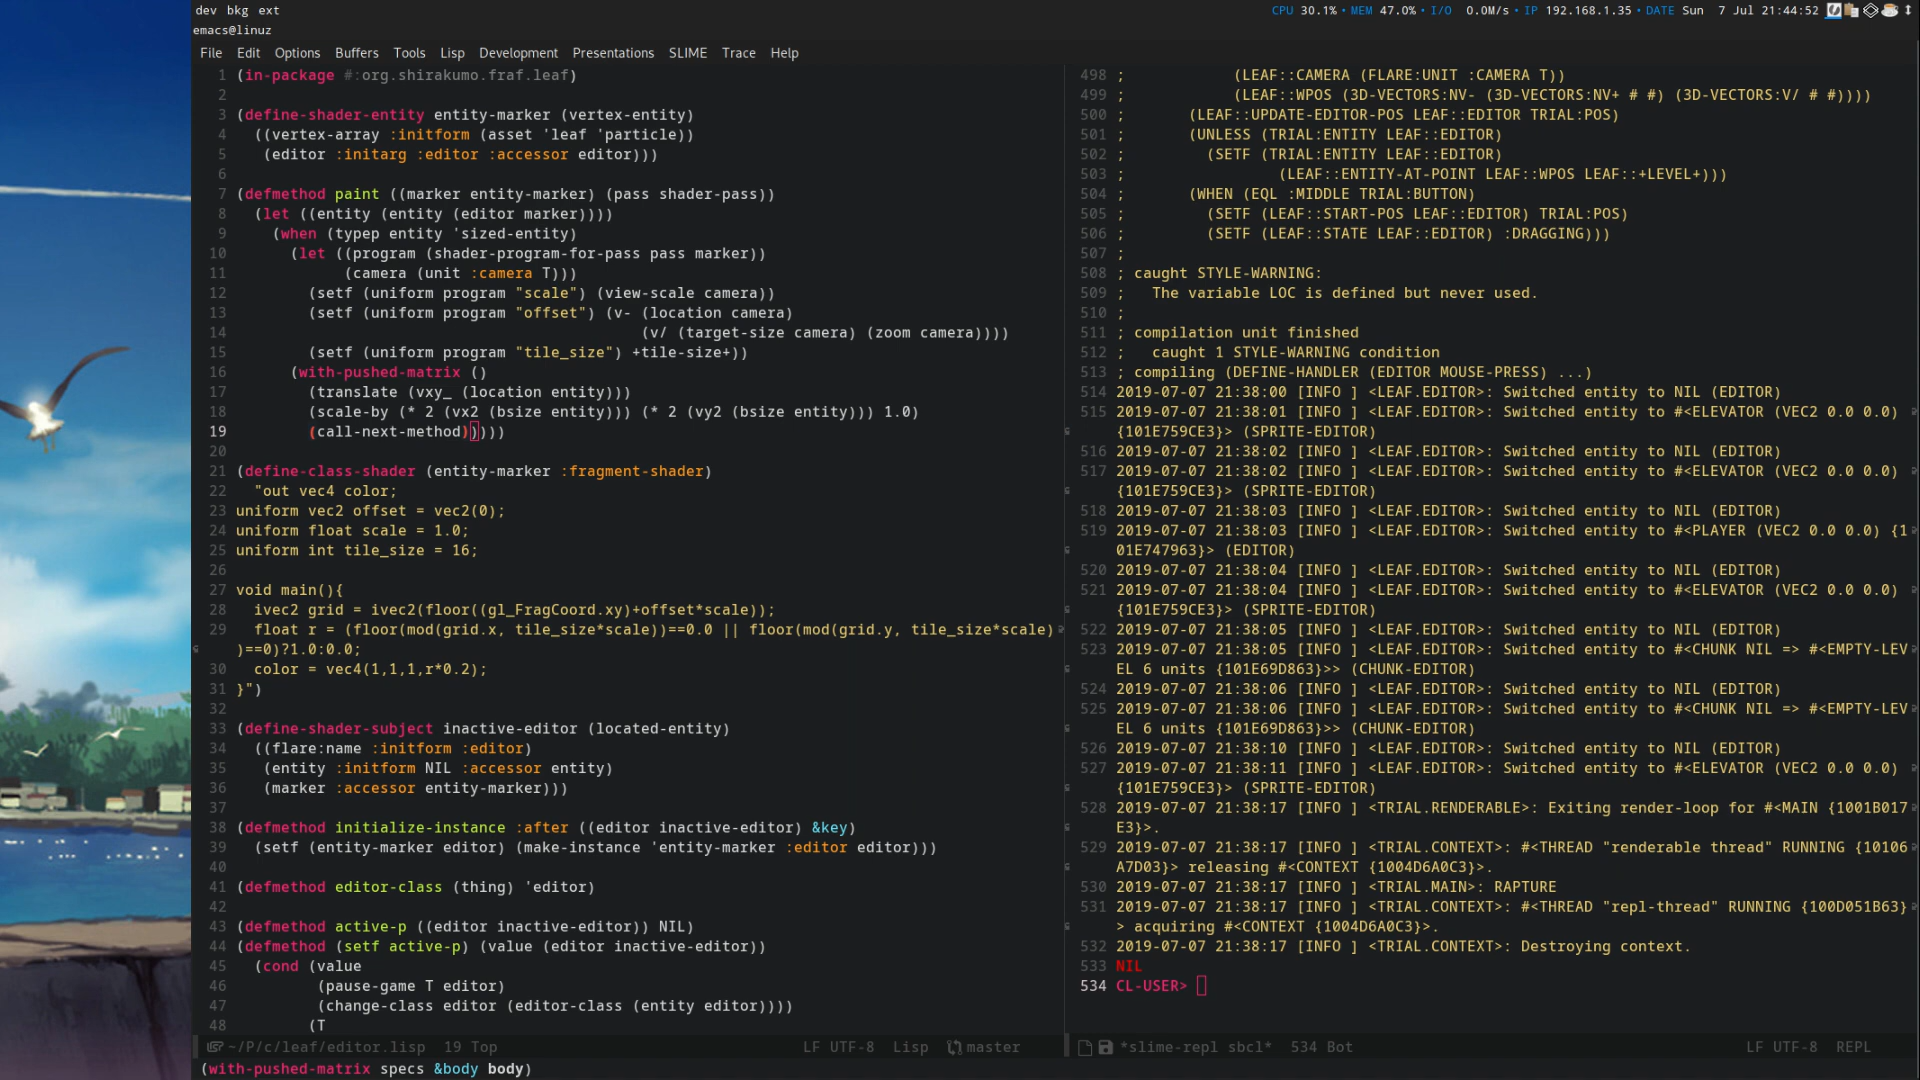 dev bkg ext
CPU 30.1% • MEM 47.0% • I/O 0.0M/s • IP 192.168.1.35 • DATE Sun 7 Jul 21:44:52
emacs@linuz
File Edit Options Buffers Tools Lisp Development Presentations SLIME Trace Help
1 (in-package #:org.shirakumo.fraf.leaf)
2
3 (define-shader-entity entity-marker (vertex-entity)
4   ((vertex-array :initform (asset 'leaf 'particle))
5    (editor :initarg :editor :accessor editor)))
6
7 (defmethod paint ((marker entity-marker) (pass shader-pass))
8   (let ((entity (entity (editor marker))))
9     (when (typep entity 'sized-entity)
10       (let ((program (shader-program-for-pass pass marker))
11             (camera (unit :camera T)))
12         (setf (uniform program "scale") (view-scale camera))
13         (setf (uniform program "offset") (v- (location camera)
14                                              (v/ (target-size camera) (zoom camera))))
15         (setf (uniform program "tile_size") +tile-size+))
16       (with-pushed-matrix ()
17         (translate (vxy_ (location entity)))
18         (scale-by (* 2 (vx2 (bsize entity))) (* 2 (vy2 (bsize entity))) 1.0)
19         (call-next-method)))))
20
21 (define-class-shader (entity-marker :fragment-shader)
22   "out vec4 color;
23 uniform vec2 offset = vec2(0);
24 uniform float scale = 1.0;
25 uniform int tile_size = 16;
26
27 void main(){
28   ivec2 grid = ivec2(floor((gl_FragCoord.xy)+offset*scale));
29   float r = (floor(mod(grid.x, tile_size*scale))==0.0 || floor(mod(grid.y, tile_size*scale)
)==0)?1.0:0.0;
30   color = vec4(1,1,1,r*0.2);
31 }")
32
33 (define-shader-subject inactive-editor (located-entity)
34   ((flare:name :initform :editor)
35    (entity :initform NIL :accessor entity)
36    (marker :accessor entity-marker)))
37
38 (defmethod initialize-instance :after ((editor inactive-editor) &key)
39   (setf (entity-marker editor) (make-instance 'entity-marker :editor editor)))
40
41 (defmethod editor-class (thing) 'editor)
42
43 (defmethod active-p ((editor inactive-editor)) NIL)
44 (defmethod (setf active-p) (value (editor inactive-editor))
45   (cond (value
46          (pause-game T editor)
47          (change-class editor (editor-class (entity editor))))
48         (T
~/P/c/leaf/editor.lisp 19 Top LF UTF-8 Lisp master
498 ;            (LEAF::CAMERA (FLARE:UNIT :CAMERA T))
499 ;            (LEAF::WPOS (3D-VECTORS:NV- (3D-VECTORS:NV+ # #) (3D-VECTORS:V/ # #))))
500 ;       (LEAF::UPDATE-EDITOR-POS LEAF::EDITOR TRIAL:POS)
501 ;       (UNLESS (TRIAL:ENTITY LEAF::EDITOR)
502 ;         (SETF (TRIAL:ENTITY LEAF::EDITOR)
503 ;                 (LEAF::ENTITY-AT-POINT LEAF::WPOS LEAF::+LEVEL+)))
504 ;       (WHEN (EQL :MIDDLE TRIAL:BUTTON)
505 ;         (SETF (LEAF::START-POS LEAF::EDITOR) TRIAL:POS)
506 ;         (SETF (LEAF::STATE LEAF::EDITOR) :DRAGGING)))
507 ;
508 ; caught STYLE-WARNING:
509 ;   The variable LOC is defined but never used.
510 ;
511 ; compilation unit finished
512 ;   caught 1 STYLE-WARNING condition
513 ; compiling (DEFINE-HANDLER (EDITOR MOUSE-PRESS) ...)
514 2019-07-07 21:38:00 [INFO ] <LEAF.EDITOR>: Switched entity to NIL (EDITOR)
515 2019-07-07 21:38:01 [INFO ] <LEAF.EDITOR>: Switched entity to #<ELEVATOR (VEC2 0.0 0.0)
{101E759CE3}> (SPRITE-EDITOR)
516 2019-07-07 21:38:02 [INFO ] <LEAF.EDITOR>: Switched entity to NIL (EDITOR)
517 2019-07-07 21:38:02 [INFO ] <LEAF.EDITOR>: Switched entity to #<ELEVATOR (VEC2 0.0 0.0)
{101E759CE3}> (SPRITE-EDITOR)
518 2019-07-07 21:38:03 [INFO ] <LEAF.EDITOR>: Switched entity to NIL (EDITOR)
519 2019-07-07 21:38:03 [INFO ] <LEAF.EDITOR>: Switched entity to #<PLAYER (VEC2 0.0 0.0) {1
01E747963}> (EDITOR)
520 2019-07-07 21:38:04 [INFO ] <LEAF.EDITOR>: Switched entity to NIL (EDITOR)
521 2019-07-07 21:38:04 [INFO ] <LEAF.EDITOR>: Switched entity to #<ELEVATOR (VEC2 0.0 0.0)
{101E759CE3}> (SPRITE-EDITOR)
522 2019-07-07 21:38:05 [INFO ] <LEAF.EDITOR>: Switched entity to NIL (EDITOR)
523 2019-07-07 21:38:05 [INFO ] <LEAF.EDITOR>: Switched entity to #<CHUNK NIL => #<EMPTY-LEV
EL 6 units {101E69D863}>> (CHUNK-EDITOR)
524 2019-07-07 21:38:06 [INFO ] <LEAF.EDITOR>: Switched entity to NIL (EDITOR)
525 2019-07-07 21:38:06 [INFO ] <LEAF.EDITOR>: Switched entity to #<CHUNK NIL => #<EMPTY-LEV
EL 6 units {101E69D863}>> (CHUNK-EDITOR)
526 2019-07-07 21:38:10 [INFO ] <LEAF.EDITOR>: Switched entity to NIL (EDITOR)
527 2019-07-07 21:38:11 [INFO ] <LEAF.EDITOR>: Switched entity to #<ELEVATOR (VEC2 0.0 0.0)
{101E759CE3}> (SPRITE-EDITOR)
528 2019-07-07 21:38:17 [INFO ] <TRIAL.RENDERABLE>: Exiting render-loop for #<MAIN {1001B017
E3}>.
529 2019-07-07 21:38:17 [INFO ] <TRIAL.CONTEXT>: #<THREAD "renderable thread" RUNNING {10106
A7D03}> releasing #<CONTEXT {1004D6A0C3}>.
530 2019-07-07 21:38:17 [INFO ] <TRIAL.MAIN>: RAPTURE
531 2019-07-07 21:38:17 [INFO ] <TRIAL.CONTEXT>: #<THREAD "repl-thread" RUNNING {100D051B63}
> acquiring #<CONTEXT {1004D6A0C3}>.
532 2019-07-07 21:38:17 [INFO ] <TRIAL.CONTEXT>: Destroying context.
533 NIL
534 CL-USER>
*slime-repl sbcl* 534 Bot LF UTF-8 REPL
(with-pushed-matrix specs &body body)